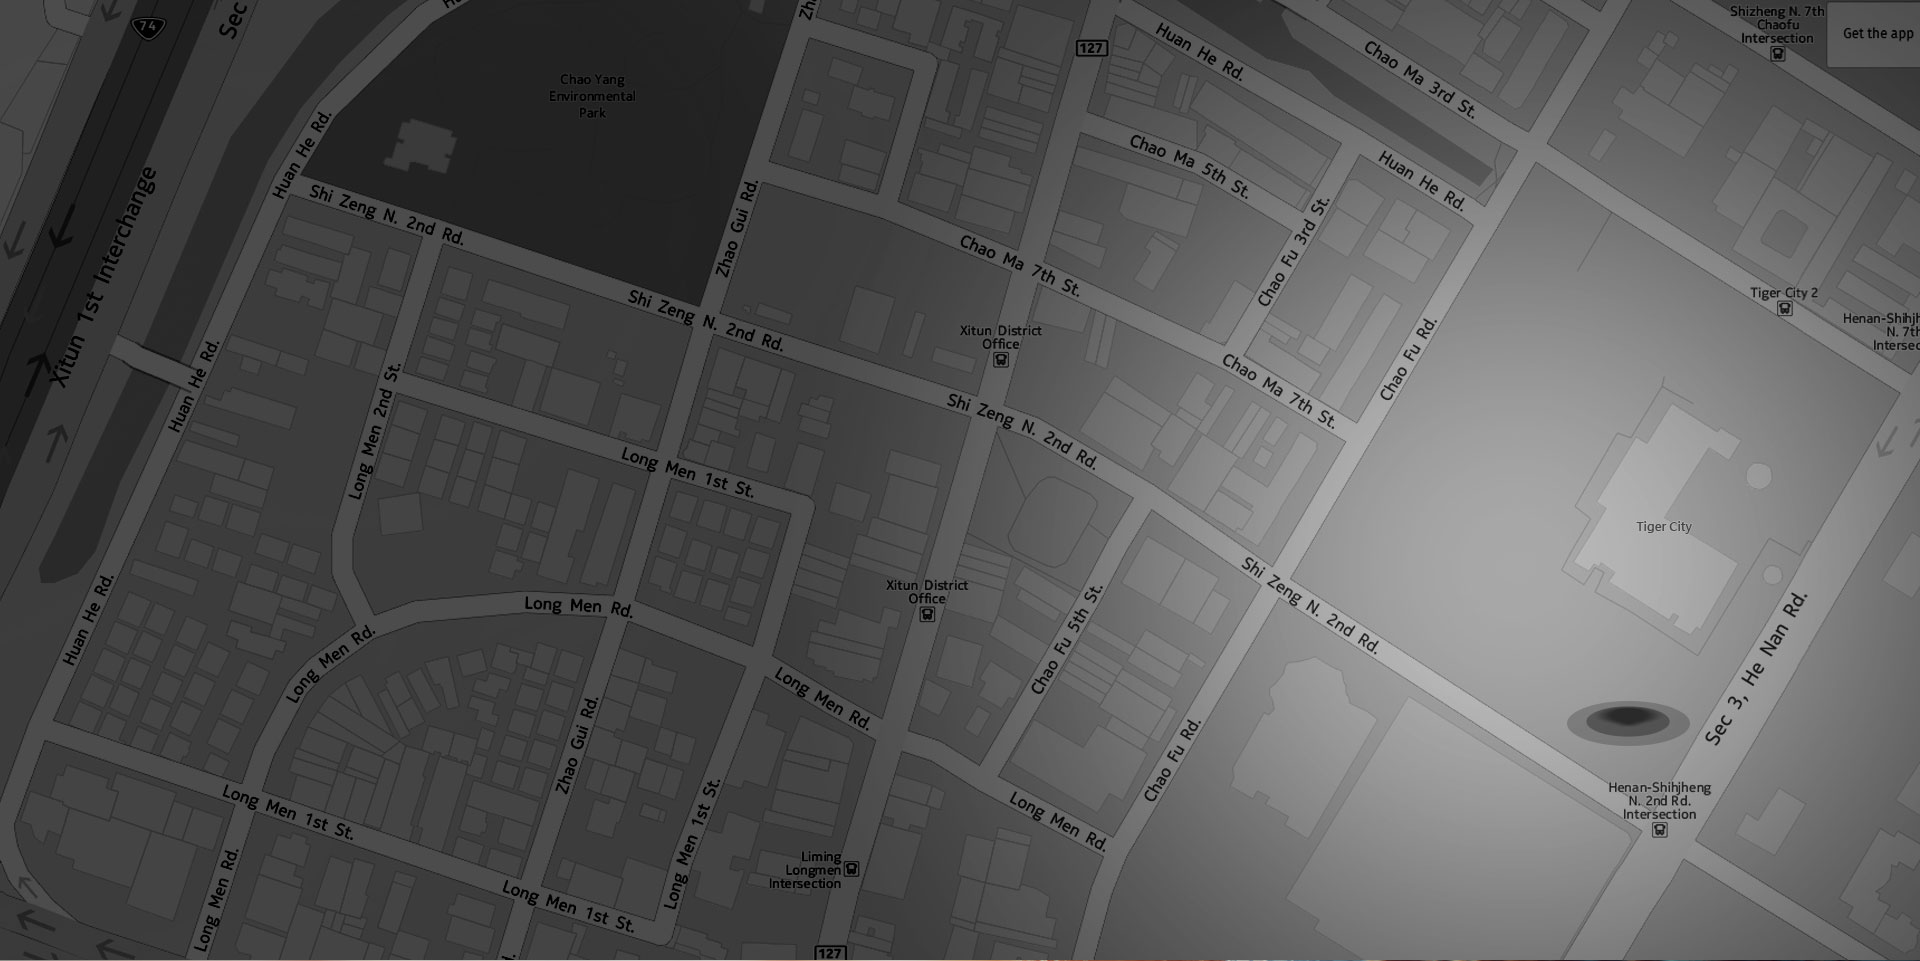 74
Sec
Xitun 1st Interchange
Huan He Rd.
Huan He Rd.
Huan He Rd.
Chao Yang
Environmental
Park
Zhao Gui Rd.
Shi Zeng N. 2nd Rd.
Shi Zeng N. 2nd Rd.
Shi Zeng N. 2nd Rd.
Shi Zeng N. 2nd Rd.
127
Huan He Rd.
Huan He Rd.
Chao Ma 3rd St.
Chao Ma 5th St.
Chao Fu 3rd St.
Chao Ma 7th St.
Chao Ma 7th St.
Chao Fu Rd.
Shizheng N. 7th
Chaofu
Intersection
Get the app
Tiger City 2
Henan-Shihjh
N. 7th
Intersec
Xitun District
Office
Long Men 2nd St.
Long Men 1st St.
Long Men Rd.
Long Men Rd.
Xitun District
Office
Chao Fu 5th St.
Tiger City
Sec 3, He Nan Rd.
Henan-Shihjheng
N. 2nd Rd.
Intersection
Zhao Gui Rd.
Long Men Rd.
Chao Fu Rd.
Long Men 1st St.
Long Men 1st St.
Long Men Rd.
Liming
Longmen
Intersection
Long Men Rd.
Long Men 1st St.
127